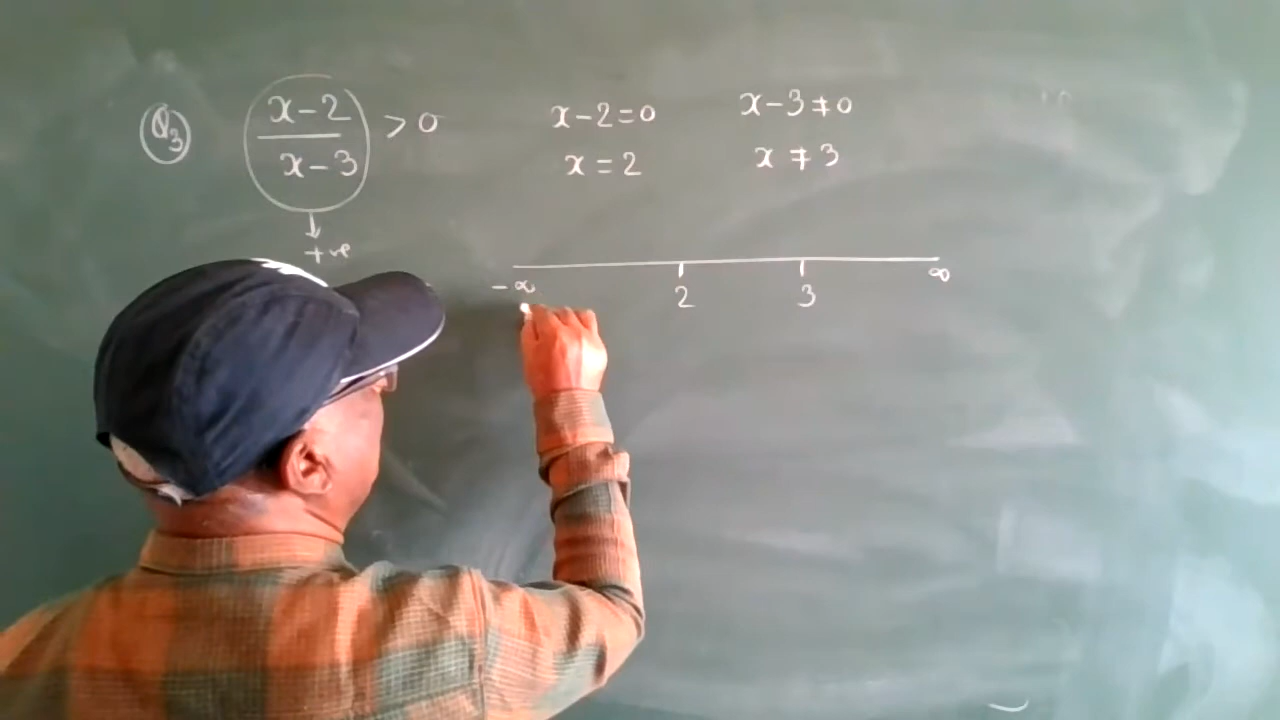 Q3 (x-2)/(x-3) > 0
↓
+ve
x-2=0
x=2
x-3≠0
x≠3
-∞ 2 3 ∞